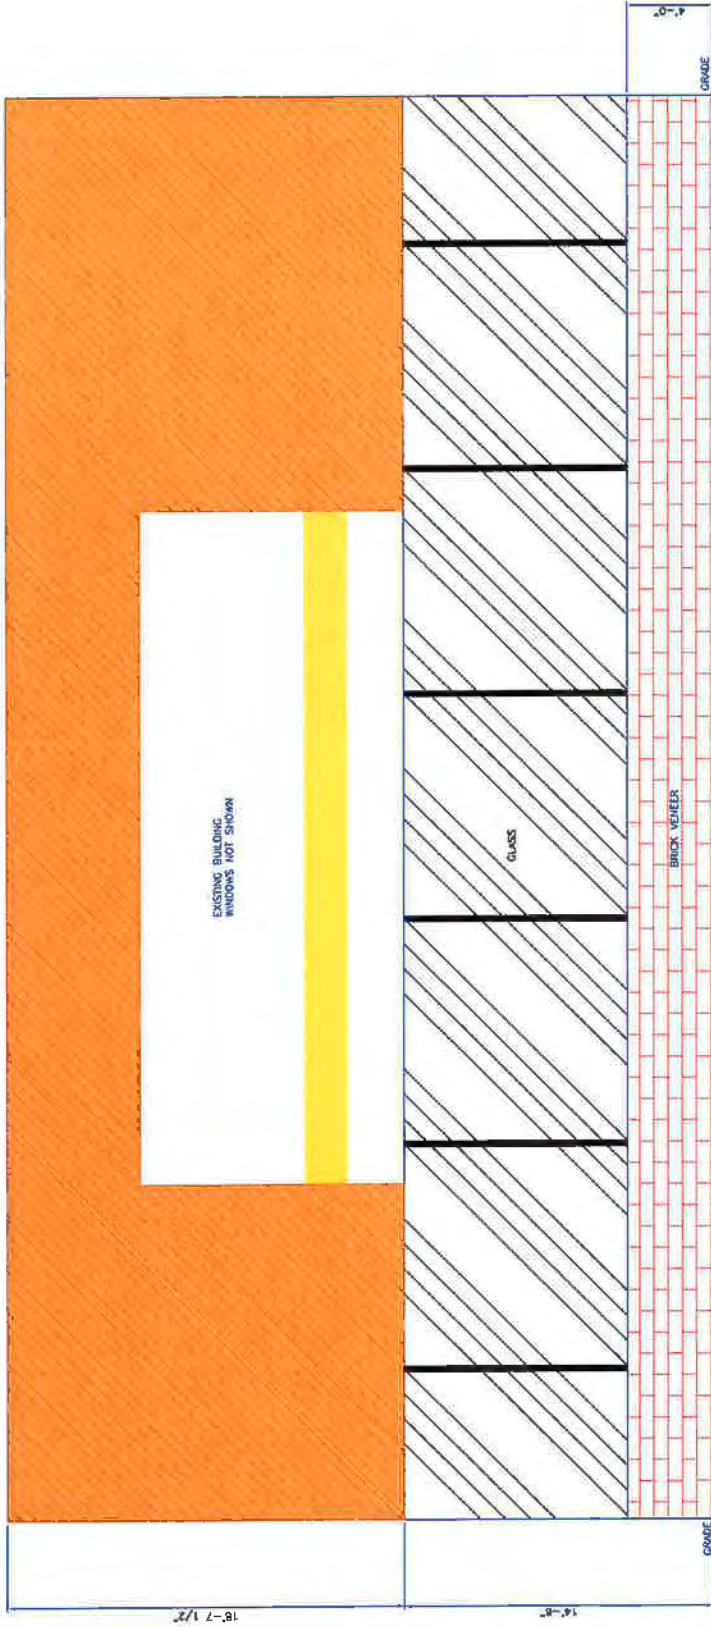 18'-7 1/2"
14'-8"
EXISTING BUILDING
WINDOWS NOT SHOWN
GLASS
BRICK VENEER
4'-0"
GRADE
GRADE